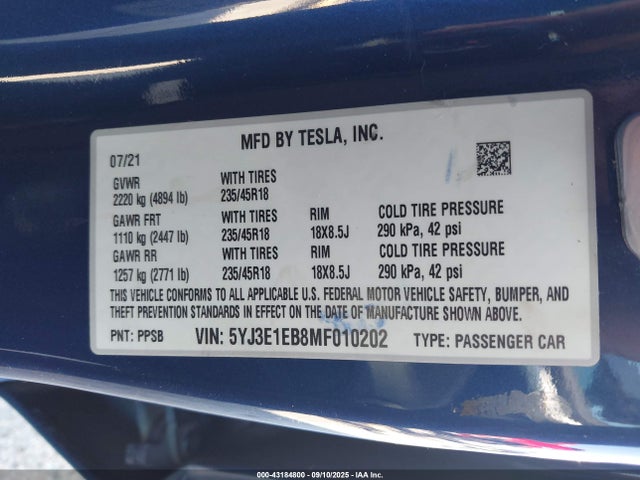 MFD BY TESLA, INC.
07/21
GVWR WITH TIRES
2220 kg (4894 lb) 235/45R18
GAWR FRT WITH TIRES RIM COLD TIRE PRESSURE
1110 kg (2447 lb) 235/45R18 18X8.5J 290 kPa, 42 psi
GAWR RR WITH TIRES RIM COLD TIRE PRESSURE
1257 kg (2771 lb) 235/45R18 18X8.5J 290 kPa, 42 psi
THIS VEHICLE CONFORMS TO ALL APPLICABLE U.S. FEDERAL MOTOR VEHICLE SAFETY, BUMPER, AND
THEFT PREVENTION STANDARDS IN EFFECT ON THE DATE OF MANUFACTURE SHOWN ABOVE.
PNT: PPSB VIN: 5YJ3E1EB8MF010202 TYPE: PASSENGER CAR
000-43184800 - 09/10/2025 - IAA Inc.